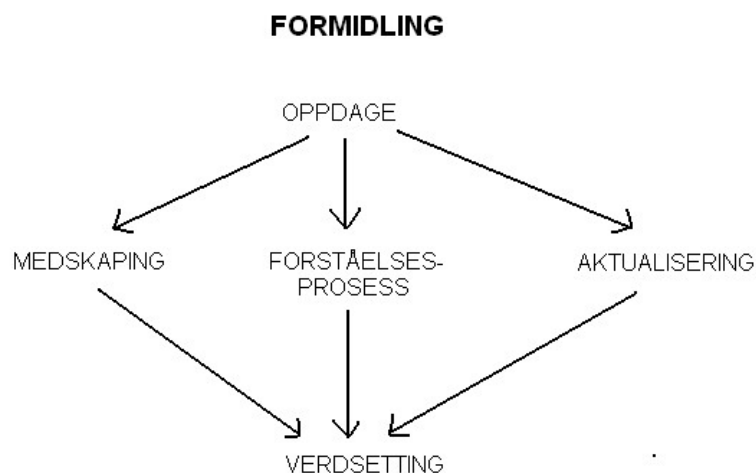 FORMIDLING
OPPDAGE
MEDSKAPING
FORSTÅELSES-
PROSESS
AKTUALISERING
VERDSETTING